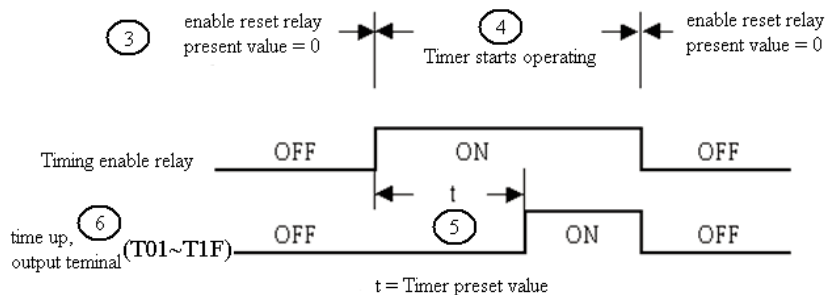 3 enable reset relay
present value = 0
4
Timer starts operating
enable reset relay
present value = 0
Timing enable relay OFF ON OFF
t
6 5
time up,
output teminal (T01~T1F) OFF ON OFF
t = Timer preset value